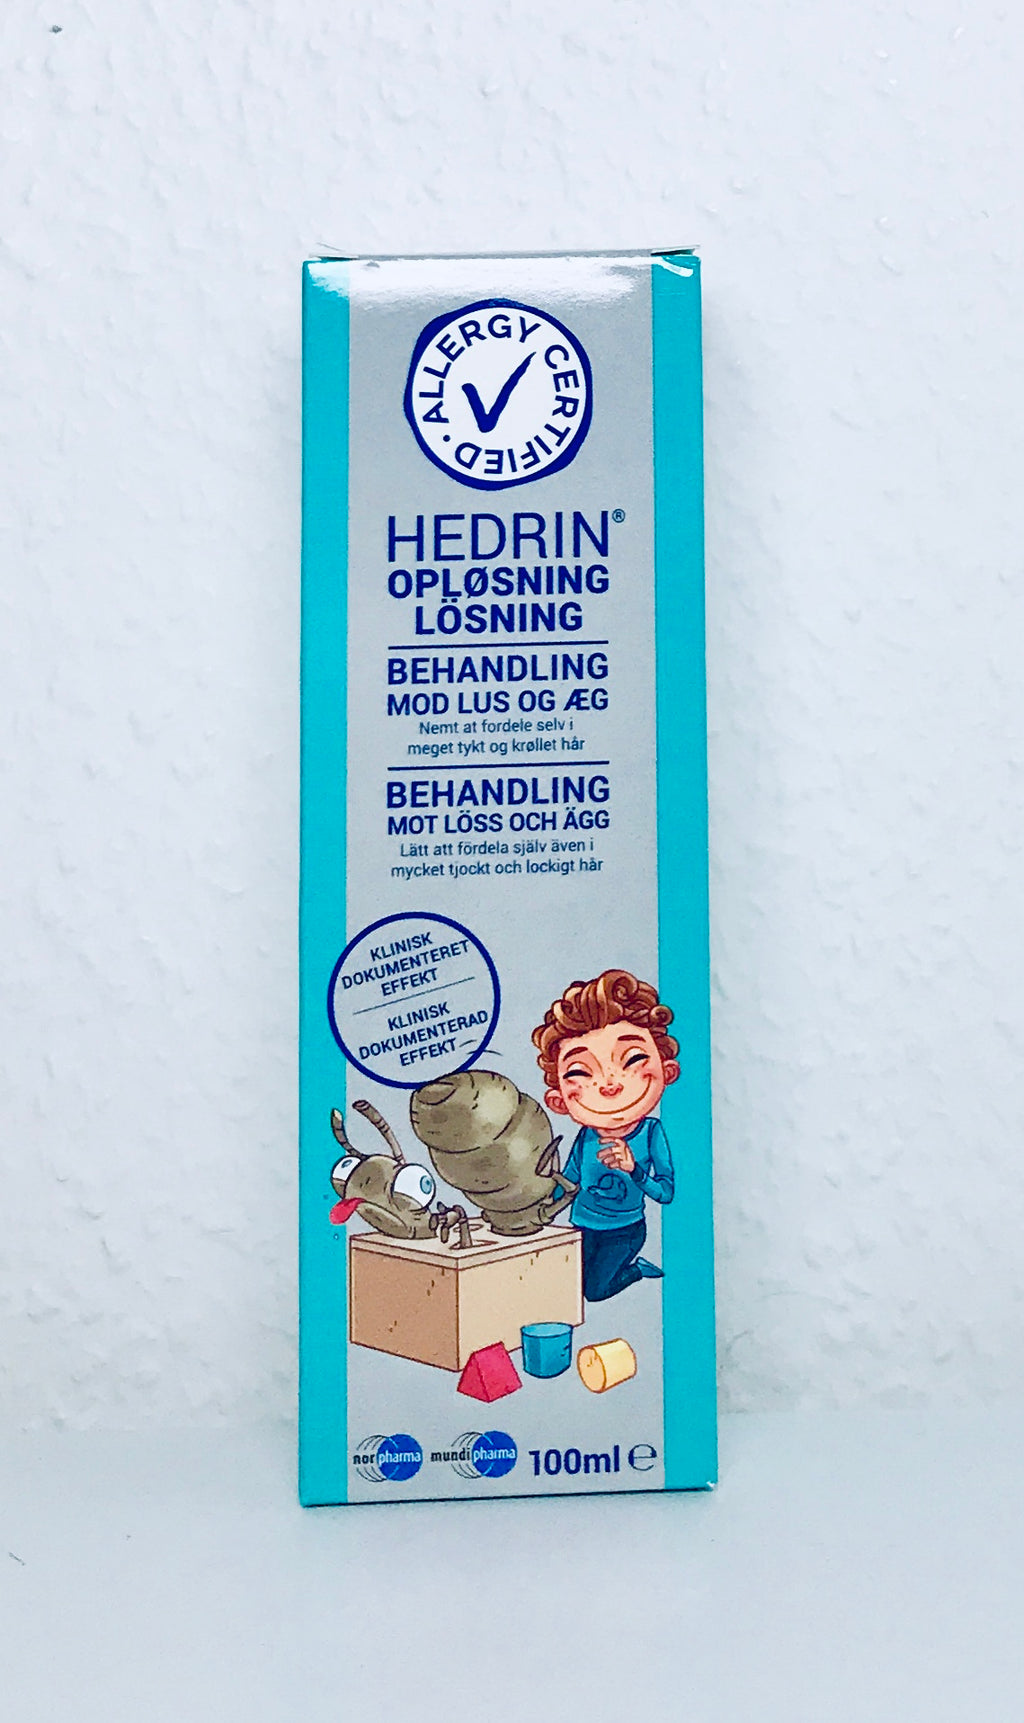 ALLERGY CERTIFIED ·
HEDRIN®
OPLØSNING
LÖSNING
BEHANDLING
MOD LUS OG ÆG
Nemt at fordele selv i
meget tykt og krøllet hår
BEHANDLING
MOT LÖSS OCH ÄGG
Lätt att fördela själv även i
mycket tjockt och lockigt hår
KLINISK
DOKUMENTERET
EFFEKT
KLINISK
DOKUMENTERAD
EFFEKT
norpharma mundipharma 100ml ℮